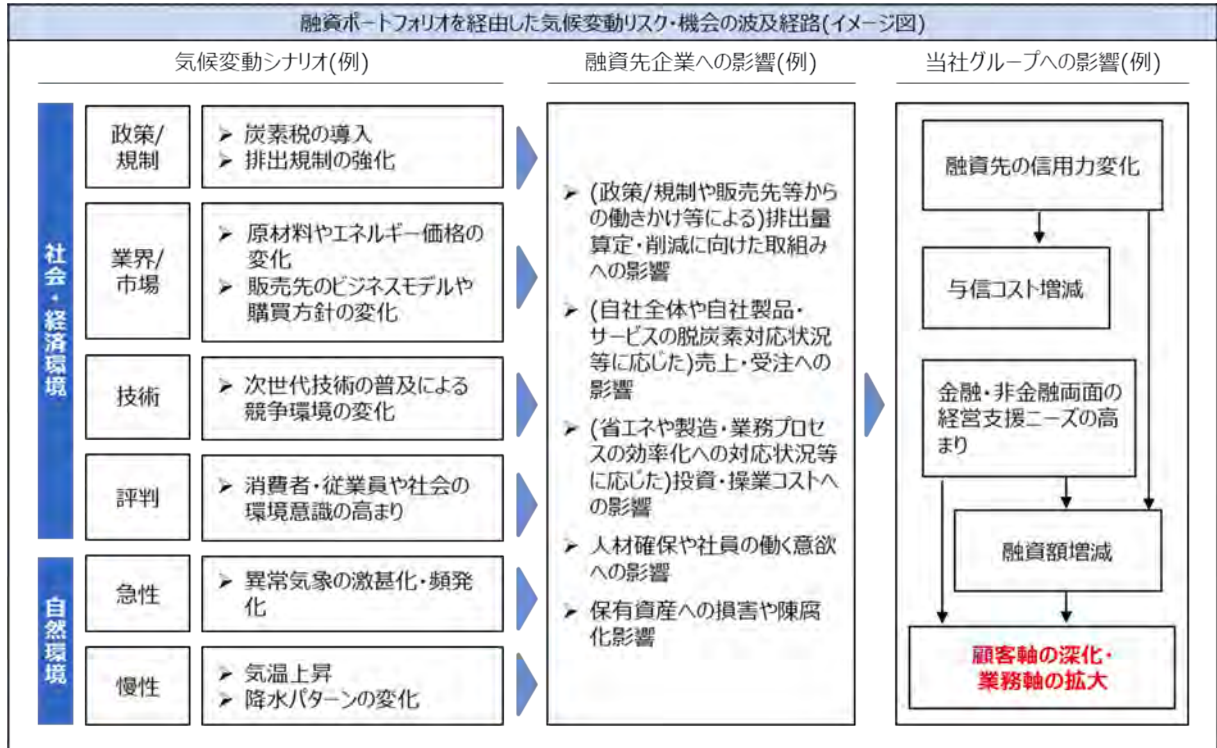 融資ポートフォリオを経由した気候変動リスク・機会の波及経路(イメージ図)
気候変動シナリオ(例)
融資先企業への影響(例)
当社グループへの影響(例)
社会・経済環境
政策/
規制
➢ 炭素税の導入
➢ 排出規制の強化
業界/
市場
➢ 原材料やエネルギー価格の
変化
➢ 販売先のビジネスモデルや
購買方針の変化
技術
➢ 次世代技術の普及による
競争環境の変化
評判
➢ 消費者・従業員や社会の
環境意識の高まり
自然環境
急性
➢ 異常気象の激基化・頻発
化
慢性
➢ 気温上昇
➢ 降水パターンの変化
➢ (政策/規制や販売先等から
の働きかけ等による)排出量
算定・削減に向けた取組み
への影響
➢ (自社全体や自社製品・
サービスの脱炭素対応状況
等に応じた)売上・受注への
影響
➢ (省エネや製造・業務プロセ
スの効率化への対応状況等
に応じた)投資・操業コストへ
の影響
➢ 人材確保や社員の働く意欲
への影響
➢ 保有資産への損害や陳腐
化影響
融資先の信用力変化
与信コスト増減
金融・非金融両面の
経営支援ニーズの高
まり
融資額増減
顧客軸の深化・
業務軸の拡大